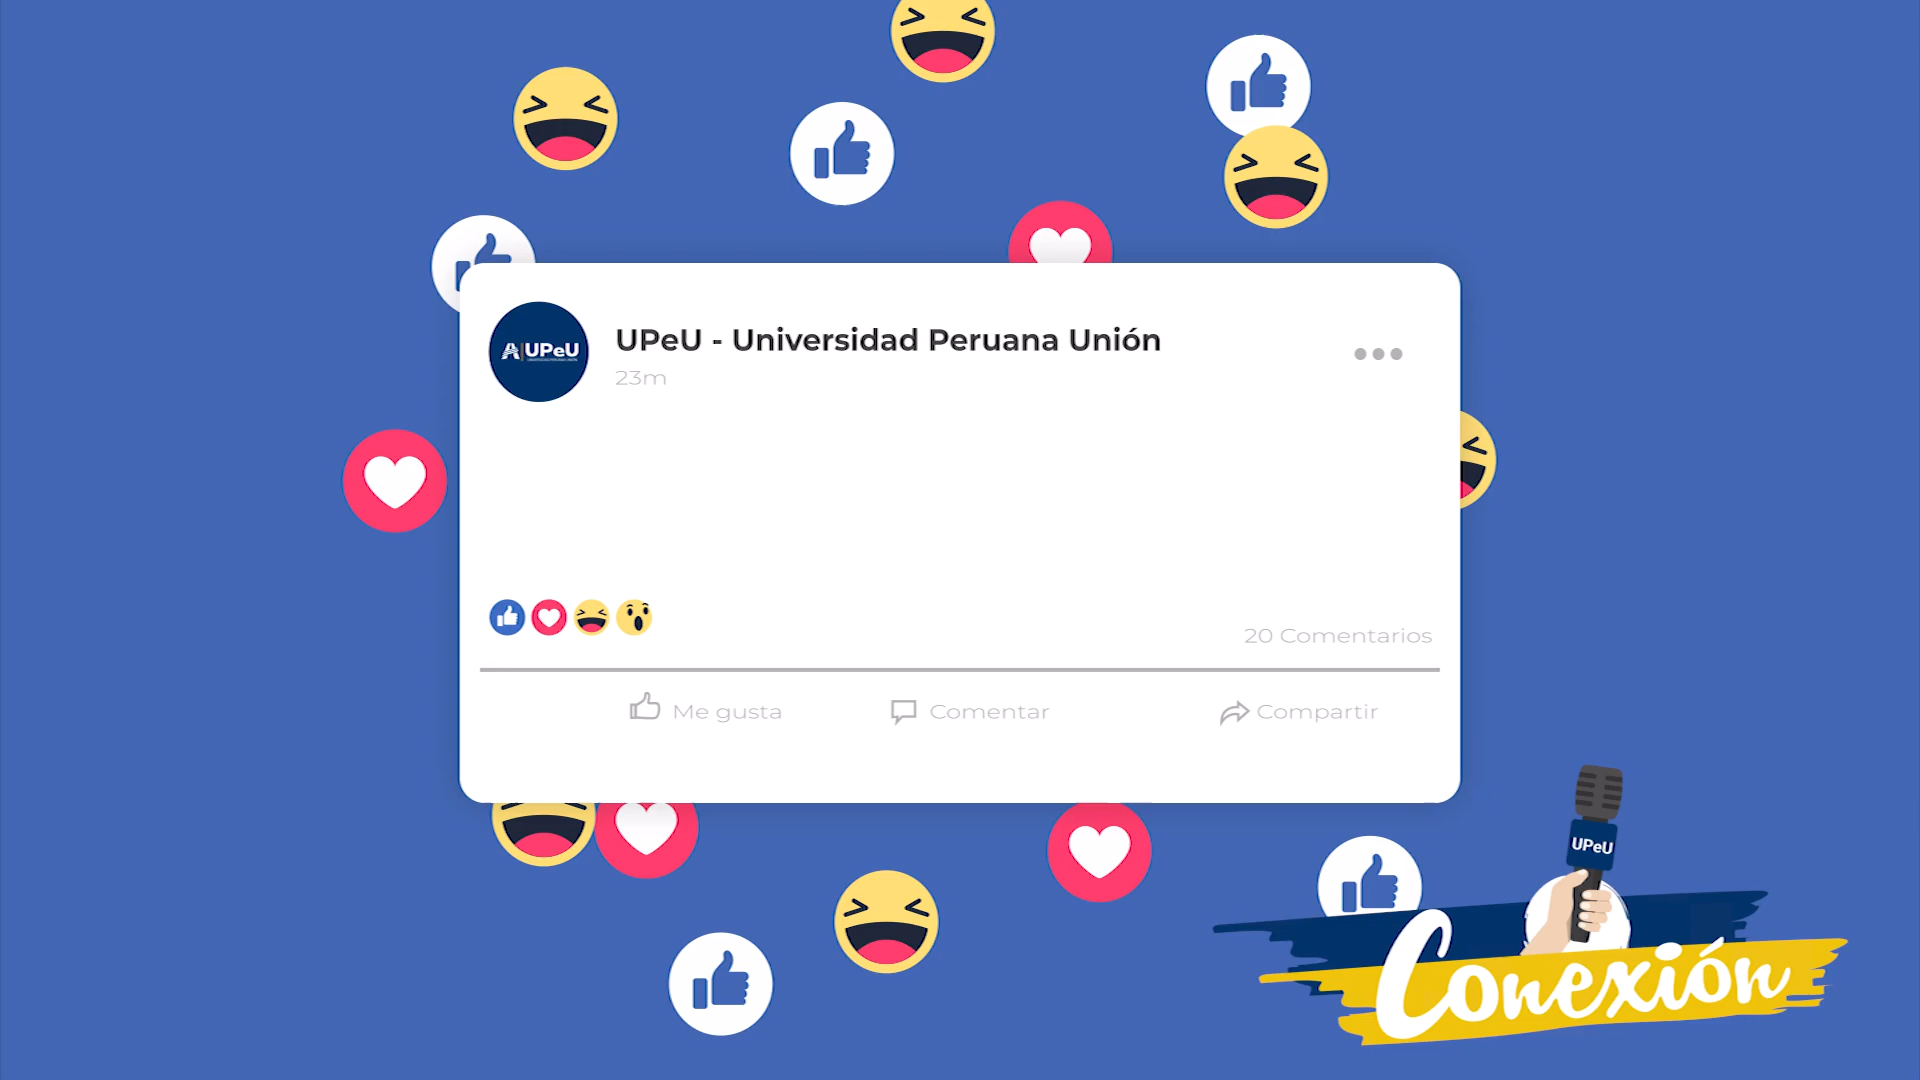 UPeU
UPeU - Universidad Peruana Unión
23m
20 Comentarios
Me gusta
Comentar
Compartir
UPeU
Conexión